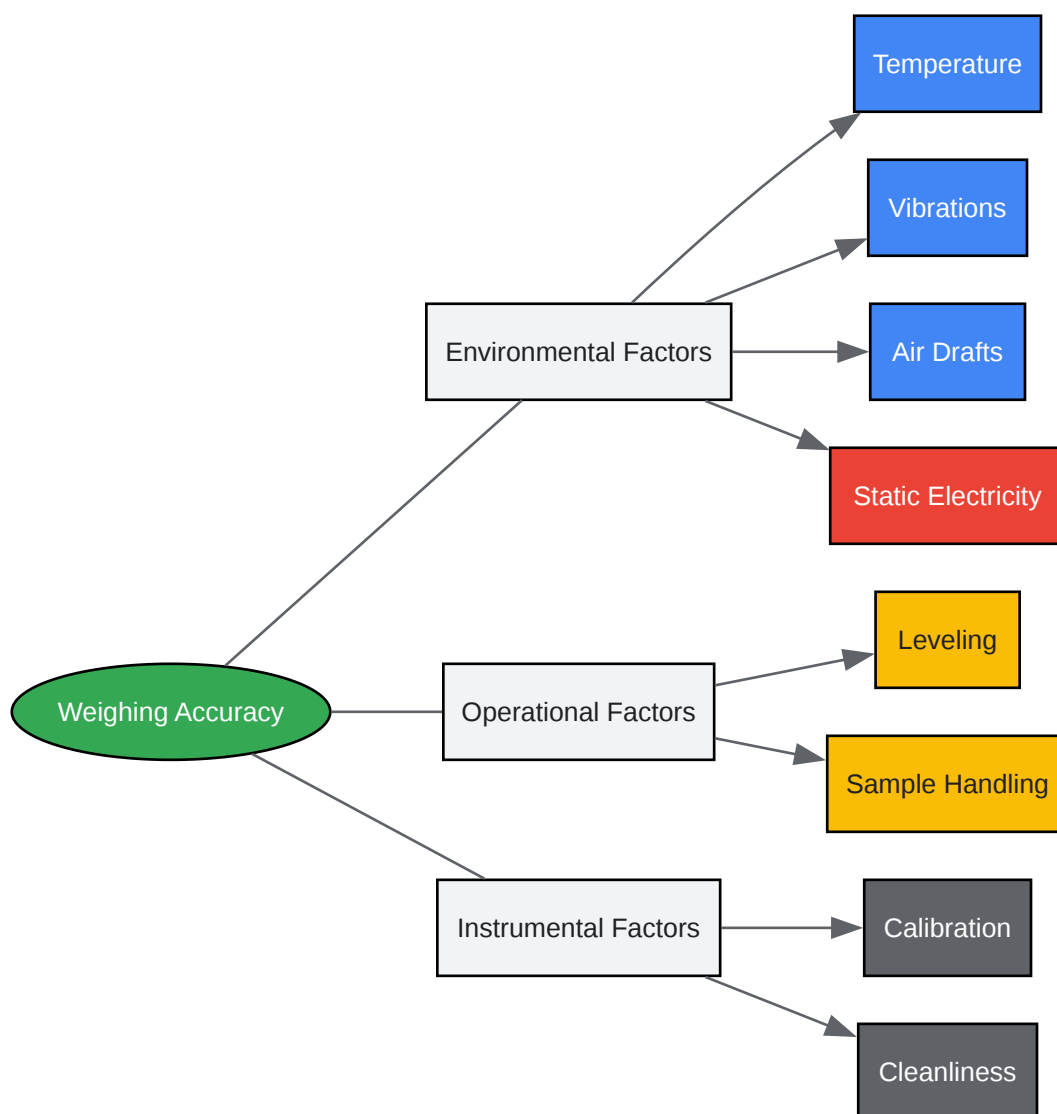 Temperature
Vibrations
Environmental Factors
Air Drafts
Static Electricity
Leveling
Weighing Accuracy
Operational Factors
Sample Handling
Instrumental Factors
Calibration
Cleanliness